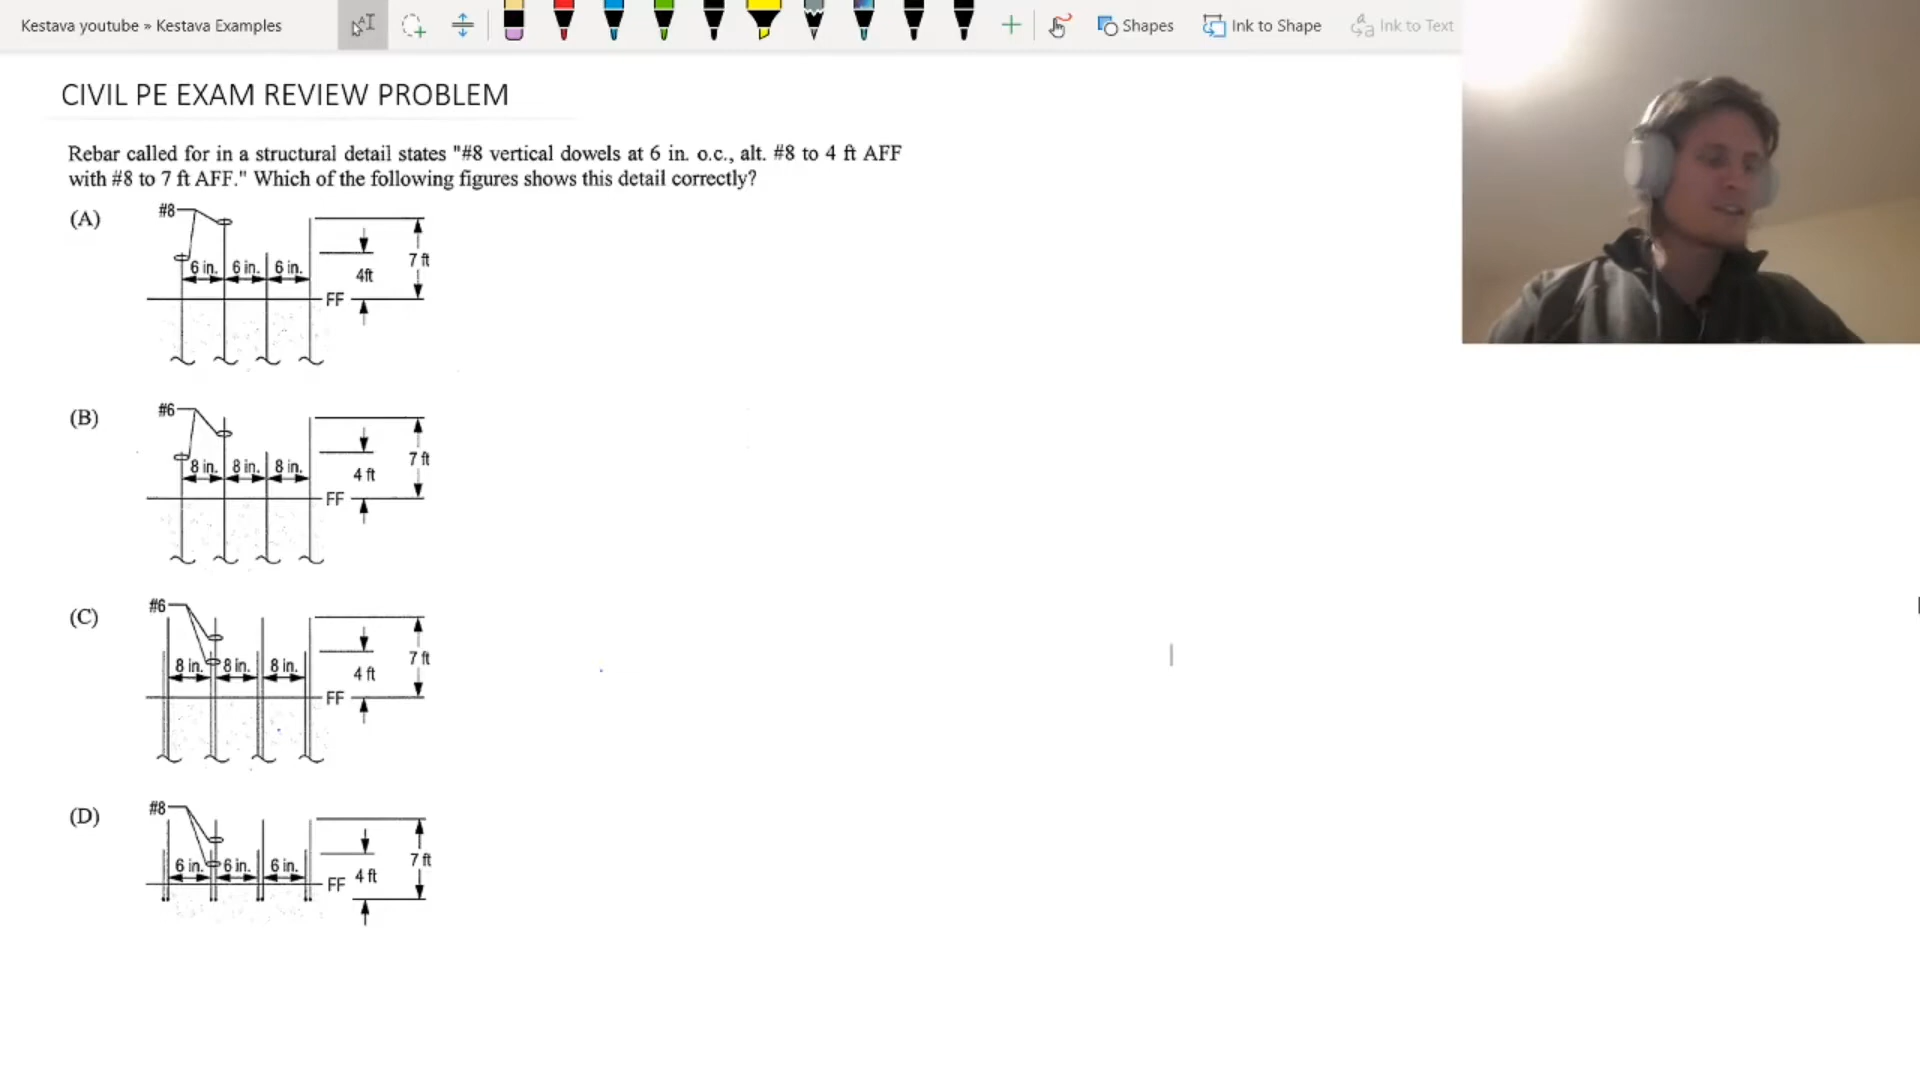 Kestava youtube » Kestava Examples
Shapes
Ink to Shape
Ink to Text
CIVIL PE EXAM REVIEW PROBLEM
Rebar called for in a structural detail states "#8 vertical dowels at 6 in. o.c., alt. #8 to 4 ft AFF
with #8 to 7 ft AFF." Which of the following figures shows this detail correctly?
(A)
#8
6 in. 6 in. 6 in.
4ft
7 ft
FF
(B)
#6
8 in. 8 in. 8 in.
4 ft
7 ft
FF
(C)
#6
8 in. 8 in. 8 in.
4 ft
7 ft
FF
(D)
#8
6 in. 6 in. 6 in.
4 ft
7 ft
FF